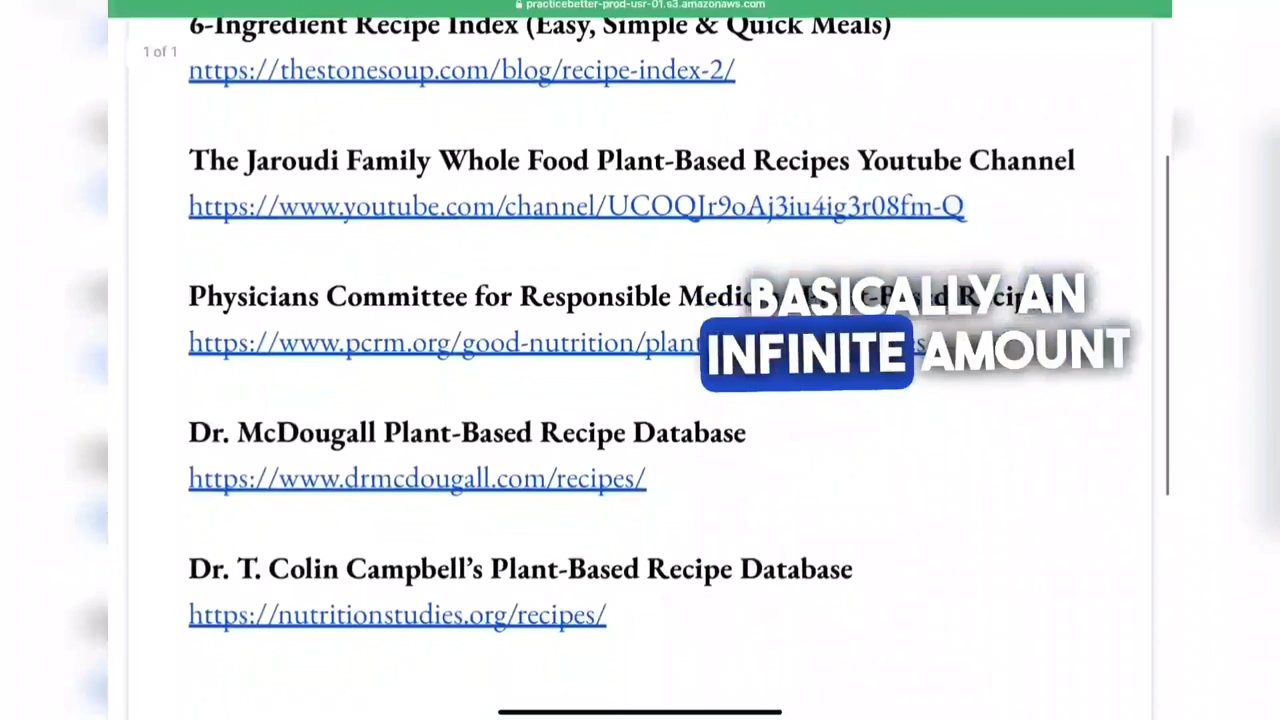 practicebetter-prod-usr-01.s3.amazonaws.com
6-Ingredient Recipe Index (Easy, Simple & Quick Meals)
1 of 1
https://thestonesoup.com/blog/recipe-index-2/
The Jaroudi Family Whole Food Plant-Based Recipes Youtube Channel
https://www.youtube.com/channel/UCOQJr9oAj3iu4ig3r08fm-Q
Physicians Committee for Responsible
https://www.pcrm.org/good-nutrition/plan
BASICALLY AN
INFINITE AMOUNT
Dr. McDougall Plant-Based Recipe Database
https://www.drmcdougall.com/recipes/
Dr. T. Colin Campbell's Plant-Based Recipe Database
https://nutritionstudies.org/recipes/